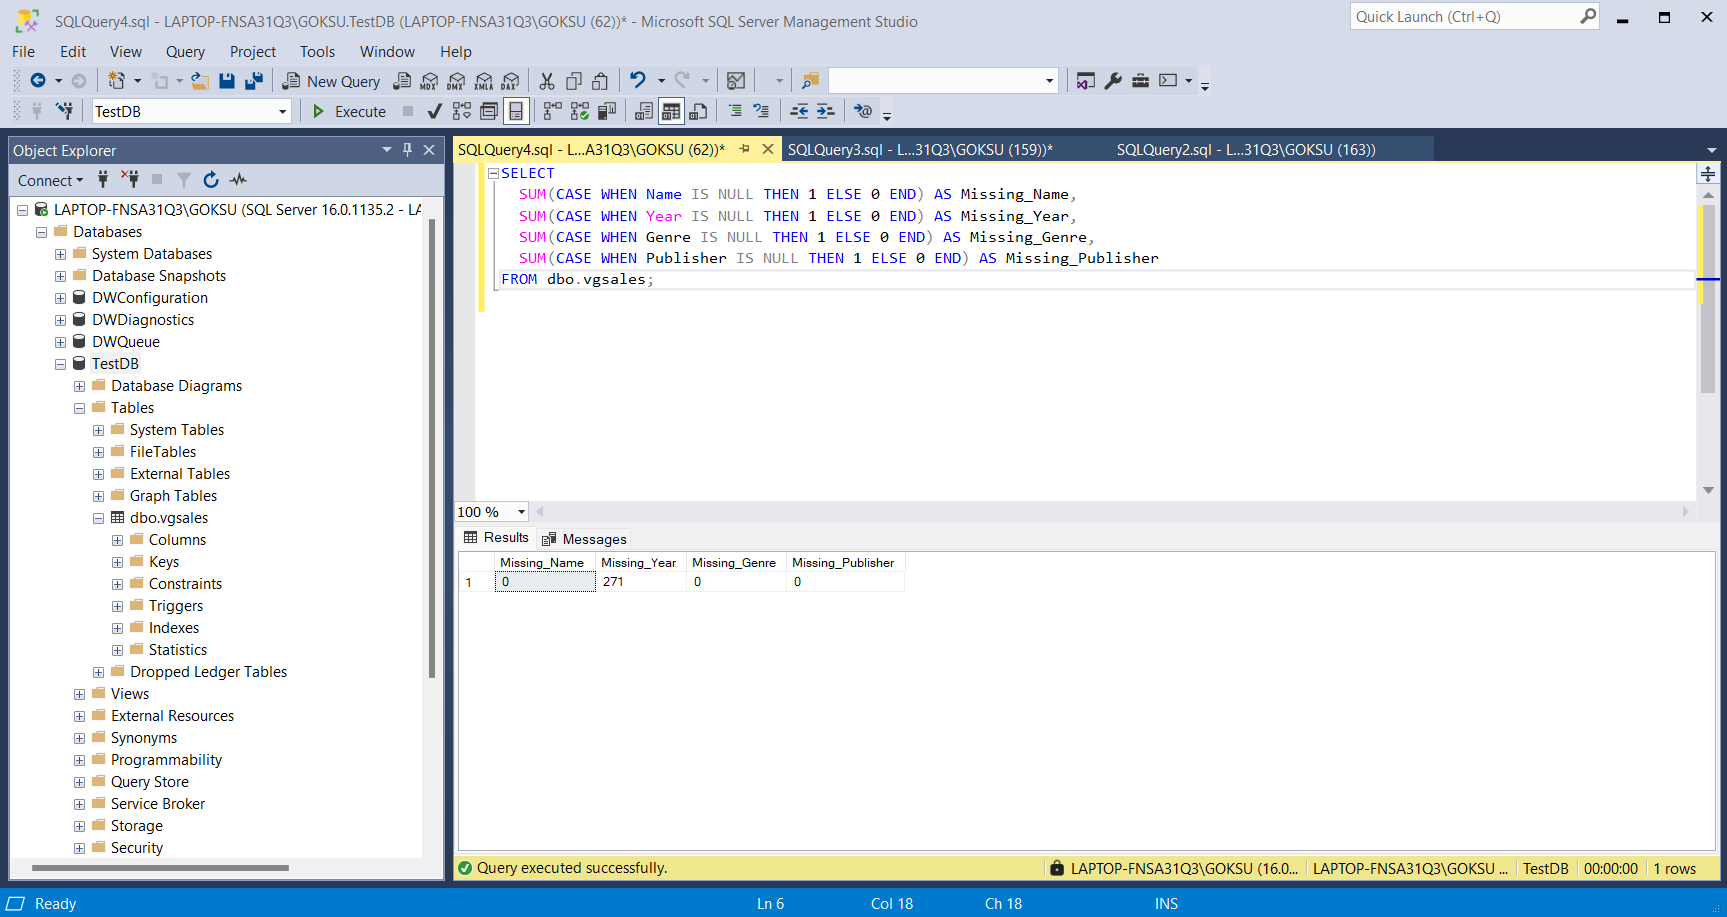 SQLQuery4.sql - LAPTOP-FNSA31Q3\GOKSU.TestDB (LAPTOP-FNSA31Q3\GOKSU (62))* - Microsoft SQL Server Management Studio
Quick Launch (Ctrl+Q)
File Edit View Query Project Tools Window Help
New Query MDX DMX XMLA DAX
TestDB Execute
Object Explorer
SQLQuery4.sql - L...A31Q3\GOKSU (62))* SQLQuery3.sql - L...31Q3\GOKSU (159))* SQLQuery2.sql - L...31Q3\GOKSU (163))
Connect
LAPTOP-FNSA31Q3\GOKSU (SQL Server 16.0.1135.2 - LA
Databases
System Databases
Database Snapshots
DWConfiguration
DWDiagnostics
DWQueue
TestDB
Database Diagrams
Tables
System Tables
FileTables
External Tables
Graph Tables
dbo.vgsales
Columns
Keys
Constraints
Triggers
Indexes
Statistics
Dropped Ledger Tables
Views
External Resources
Synonyms
Programmability
Query Store
Service Broker
Storage
Security
SELECT
SUM(CASE WHEN Name IS NULL THEN 1 ELSE 0 END) AS Missing_Name,
SUM(CASE WHEN Year IS NULL THEN 1 ELSE 0 END) AS Missing_Year,
SUM(CASE WHEN Genre IS NULL THEN 1 ELSE 0 END) AS Missing_Genre,
SUM(CASE WHEN Publisher IS NULL THEN 1 ELSE 0 END) AS Missing_Publisher
FROM dbo.vgsales;
100 %
Results Messages
Missing_Name Missing_Year Missing_Genre Missing_Publisher
1 0 271 0 0
Query executed successfully. LAPTOP-FNSA31Q3\GOKSU (16.0... LAPTOP-FNSA31Q3\GOKSU ... TestDB 00:00:00 1 rows
Ready Ln 6 Col 18 Ch 18 INS